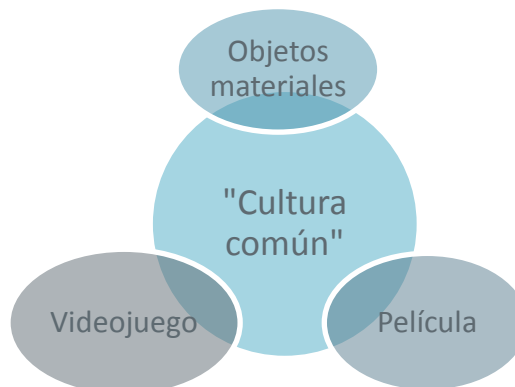 Objetos
materiales
"Cultura
común"
Videojuego
Película